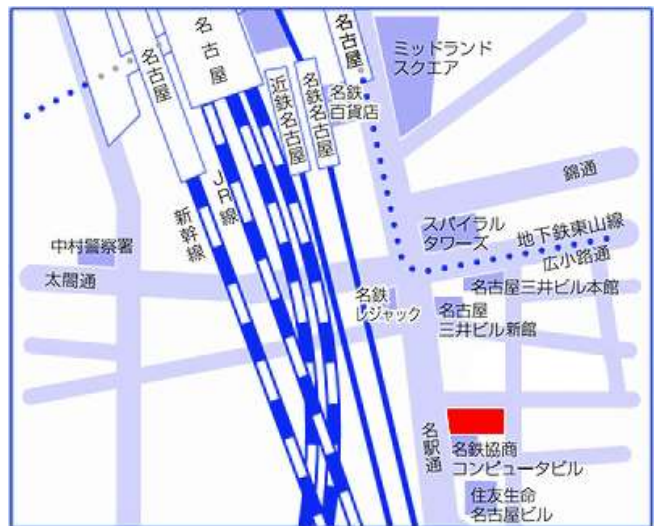 名古屋
名古屋
名古屋
近鉄名古屋
名鉄名古屋
名鉄
百貨店
ミッドランド
スクエア
新幹線
JR線
錦通
スパイラル
タワーズ
地下鉄東山線
広小路通
中村警察署
太閤通
名鉄
レジャック
名古屋三井ビル本館
名古屋
三井ビル新館
名駅通
名鉄協商
コンピュータビル
住友生命
名古屋ビル